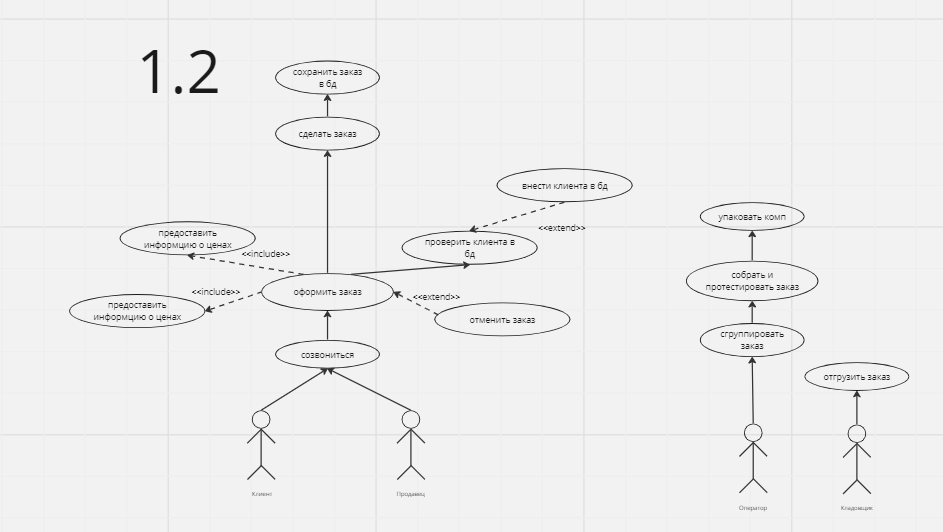 1.2
сохранить заказ
в бд
сделать заказ
внести клиента в бд
<<extend>>
проверить клиента в
бд
предоставить
информцию о ценах
<<include>>
предоставить
информцию о ценах
<<include>>
оформить заказ
<<extend>>
отменить заказ
созвониться
Клиент
Продавец
упаковать комп
собрать и
протестировать заказ
сгруппировать
заказ
отгрузить заказ
Оператор
Кладовщик